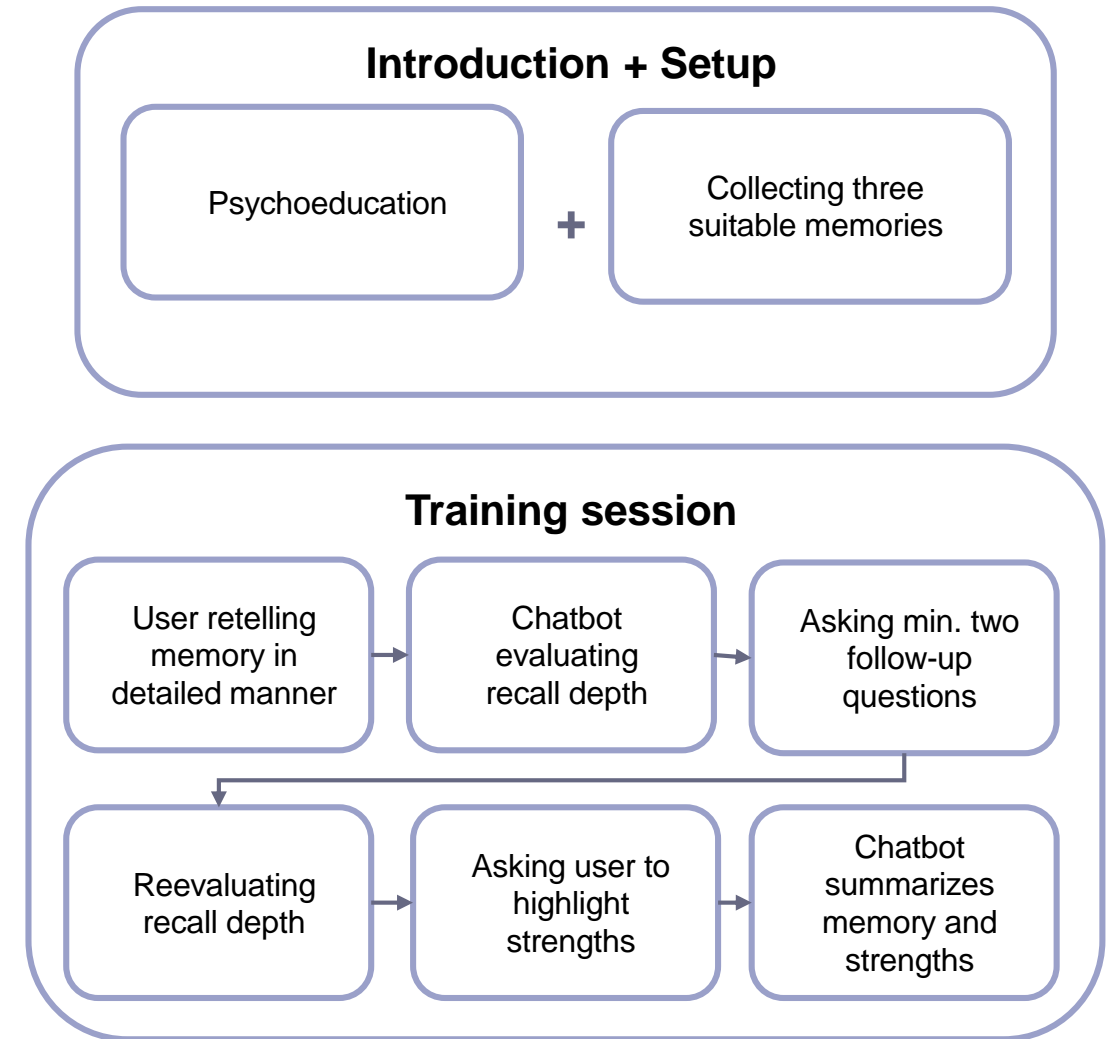 Introduction + Setup
Psychoeducation
+
Collecting three
suitable memories
Training session
User retelling
memory in
detailed manner
Chatbot
evaluating
recall depth
Asking min. two
follow-up
questions
Reevaluating
recall depth
Asking user to
highlight
strengths
Chatbot
summarizes
memory and
strengths